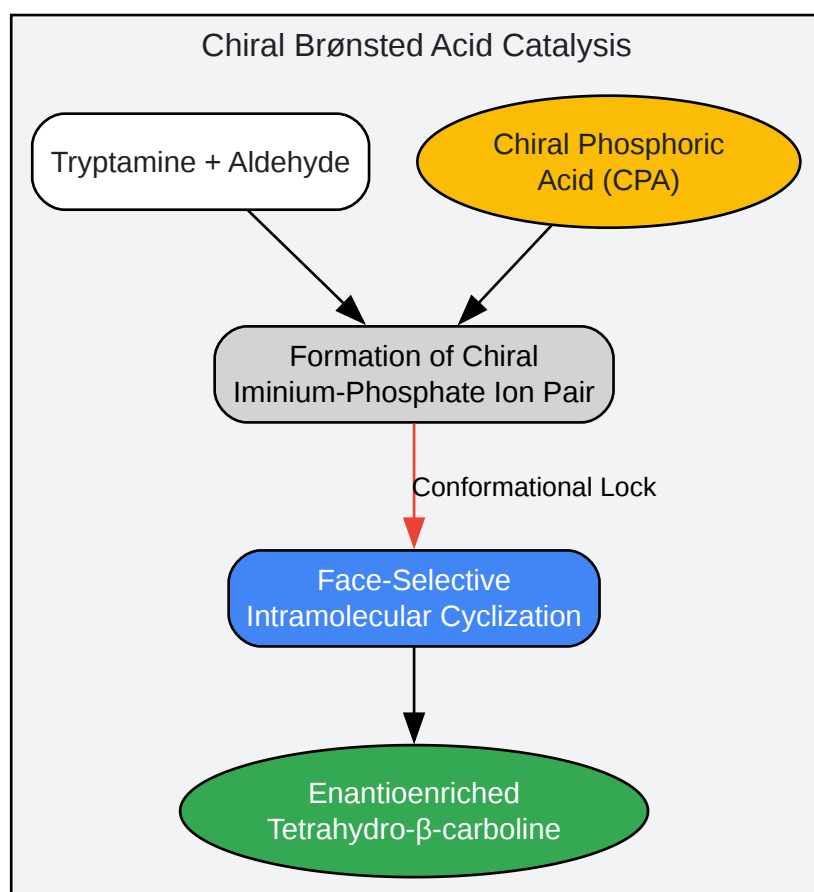 Chiral Brønsted Acid Catalysis
Tryptamine + Aldehyde
Chiral Phosphoric
Acid (CPA)
Formation of Chiral
Iminium-Phosphate Ion Pair
Conformational Lock
Face-Selective
Intramolecular Cyclization
Enantioenriched
Tetrahydro-β-carboline